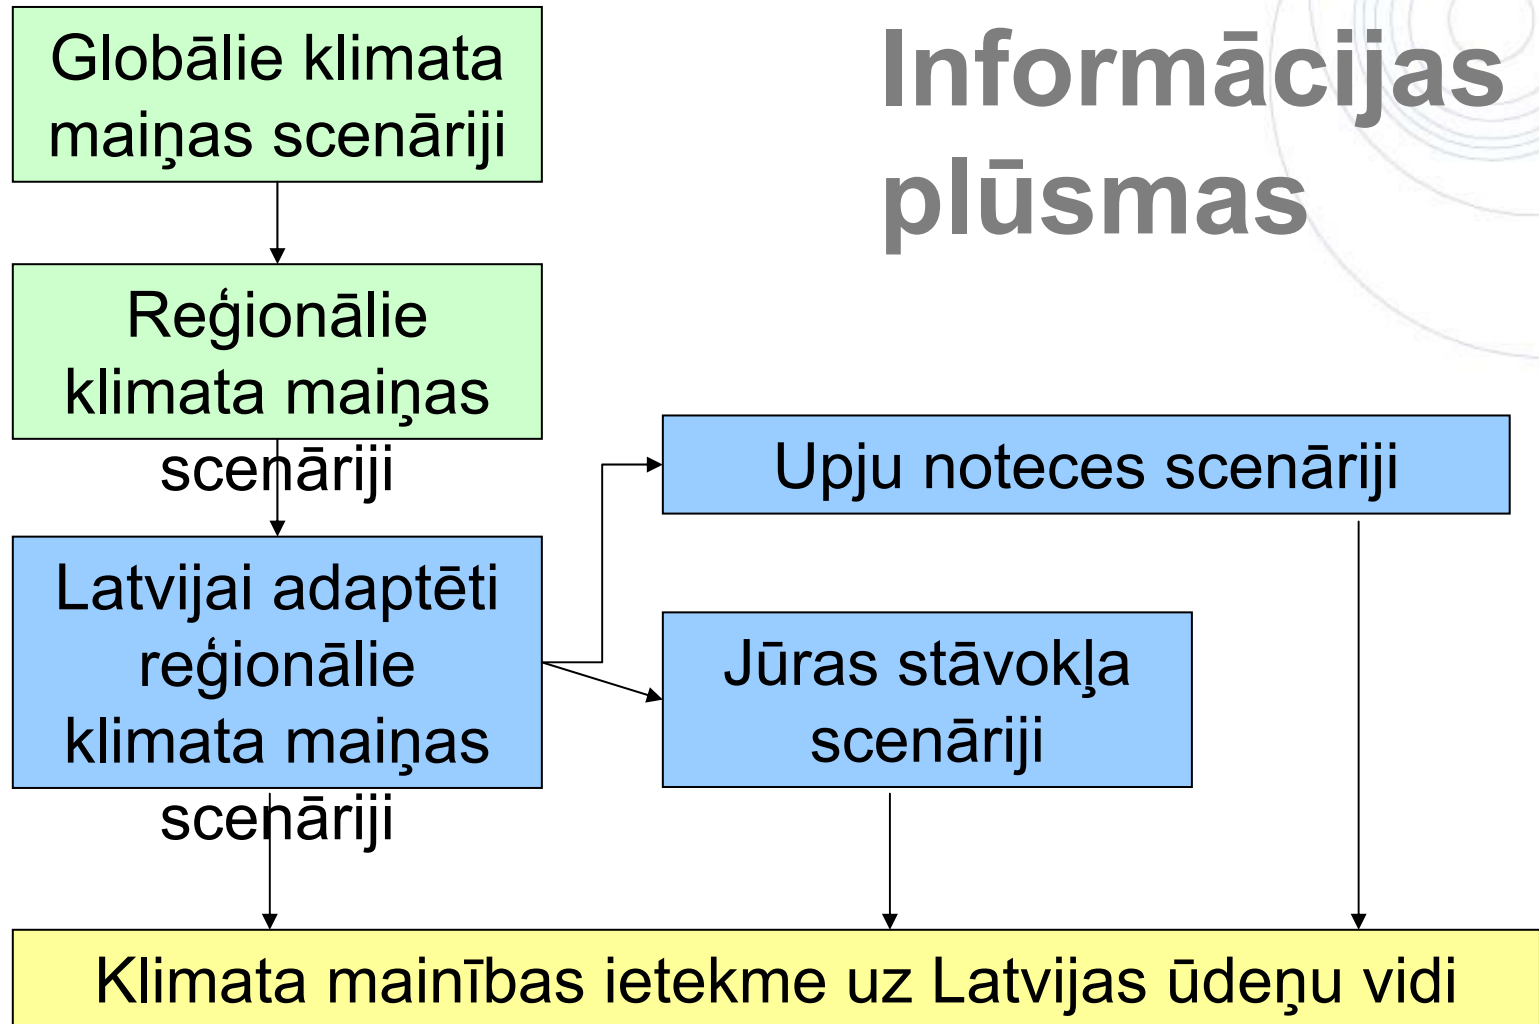 Informācijas
plūsmas
Globālie klimata
maiņas scenāriji
Reģionālie
klimata maiņas
scenāriji
Upju noteces scenāriji
Latvijai adaptēti
reģionālie
klimata maiņas
scenāriji
Jūras stāvokļa
scenāriji
Klimata mainības ietekme uz Latvijas ūdeņu vidi